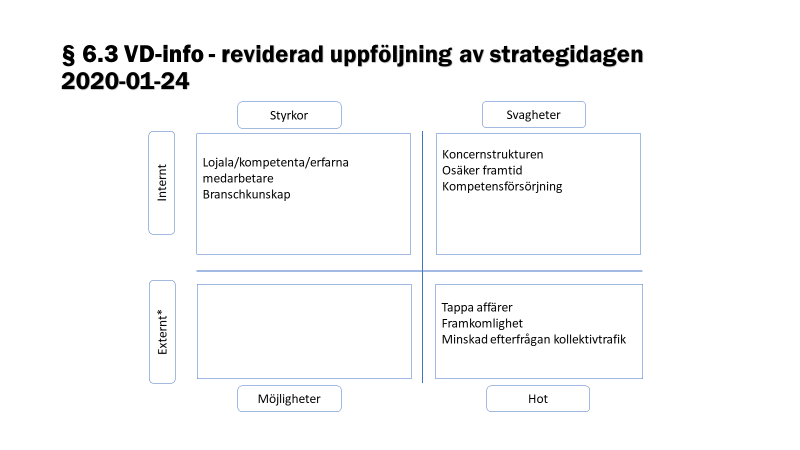 § 6.3 VD-info - reviderad uppföljning av strategidagen
2020-01-24
Styrkor
Svagheter
Internt
Lojala/kompetenta/erfarna
medarbetare
Branschkunskap
Koncernstrukturen
Osäker framtid
Kompetensförsörjning
Externt*
Tappa affärer
Framkomlighet
Minskad efterfrågan kollektivtrafik
Möjligheter
Hot